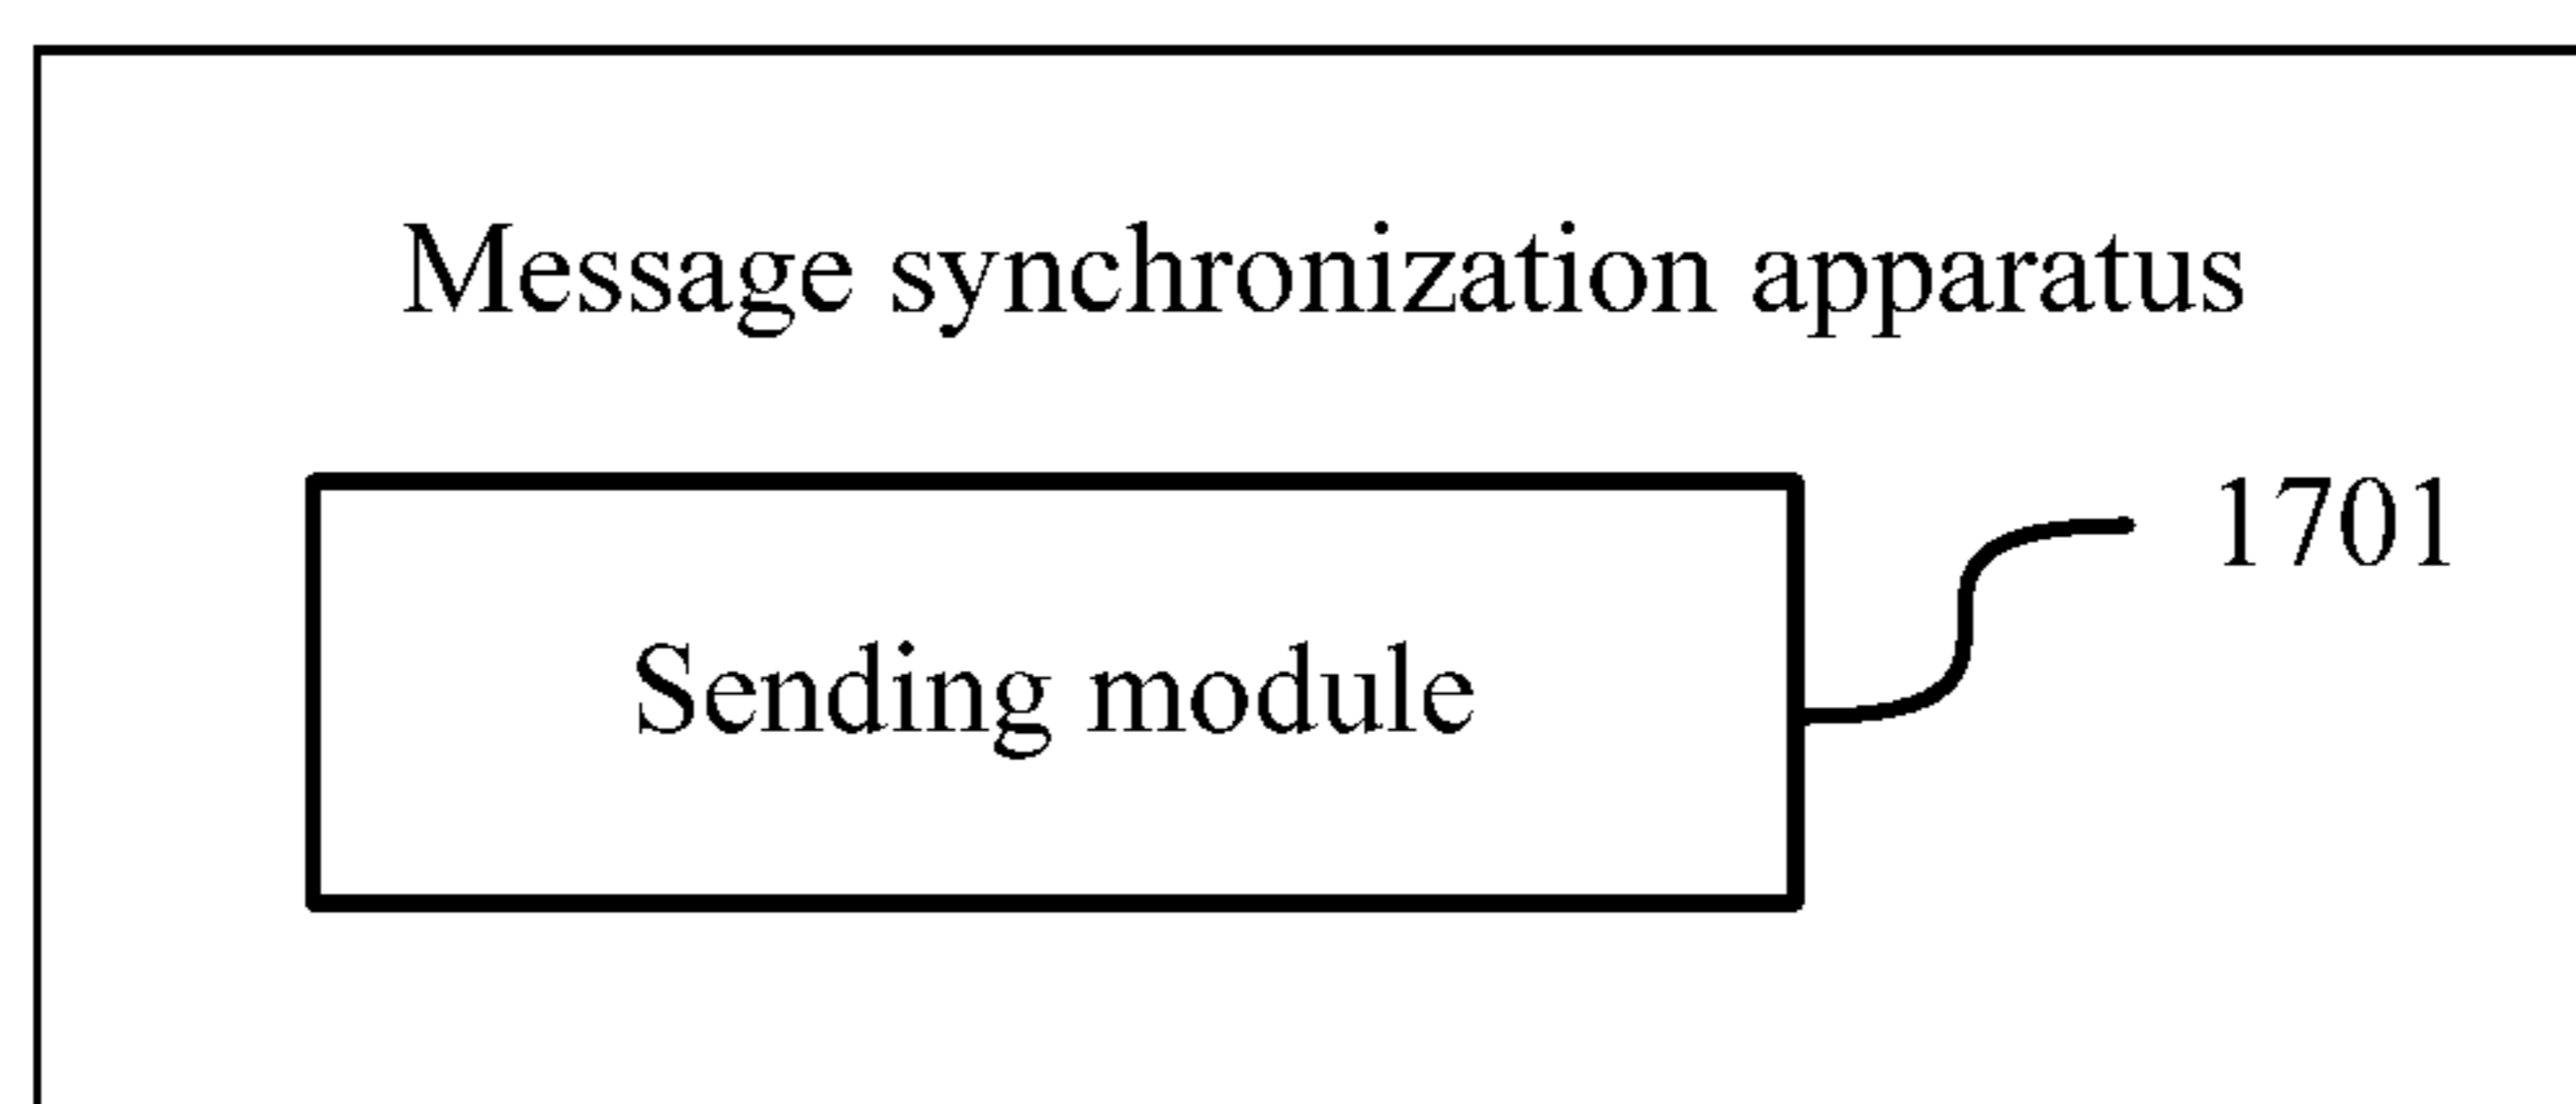 Message synchronization apparatus
1701
Sending module